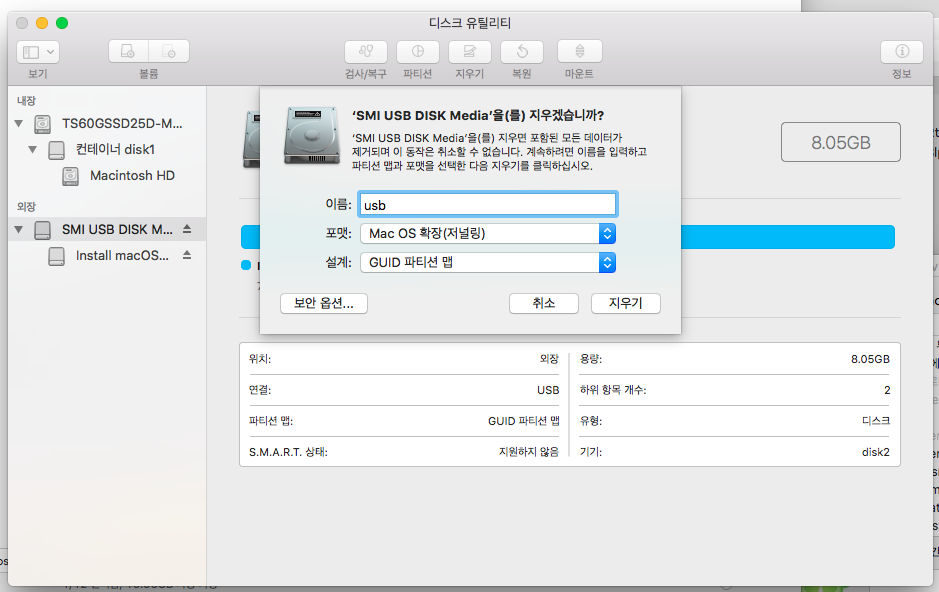 디스크 유틸리티
보기
볼륨
검사/복구
파티션
지우기
복원
마운트
정보
내장
TS60GSSD25D-M...
컨테이너 disk1
Macintosh HD
외장
SMI USB DISK M...
Install macOS...
'SMI USB DISK Media'을(를) 지우겠습니까?
'SMI USB DISK Media'을(를) 지우면 포함된 모든 데이터가
제거되며 이 동작은 취소할 수 없습니다. 계속하려면 이름을 입력하고
파티션 맵과 포맷을 선택한 다음 지우기를 클릭하십시오.
이름: usb
포맷: Mac OS 확장(저널링)
설계: GUID 파티션 맵
보안 옵션...
취소
지우기
8.05GB
위치: 외장
연결: USB
파티션 맵: GUID 파티션 맵
S.M.A.R.T. 상태: 지원하지 않음
용량: 8.05GB
하위 항목 개수: 2
유형: 디스크
기기: disk2